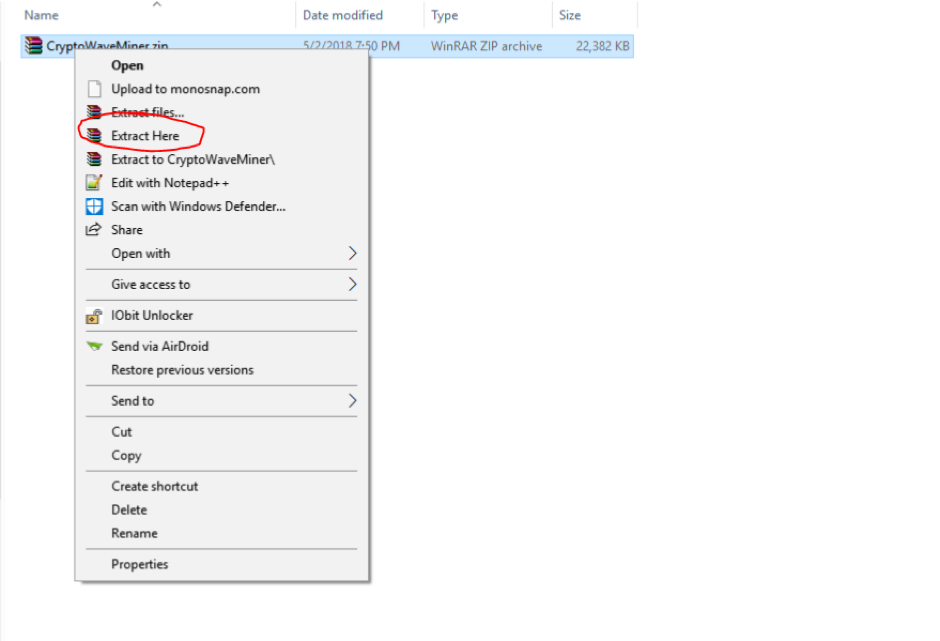 Name Date modified Type Size
CryptoWaveMiner.zip 5/2/2018 7:50 PM WinRAR ZIP archive 22,382 KB
Open
Upload to monosnap.com
Extract files...
Extract Here
Extract to CryptoWaveMiner\
Edit with Notepad++
Scan with Windows Defender...
Share
Open with
Give access to
IObit Unlocker
Send via AirDroid
Restore previous versions
Send to
Cut
Copy
Create shortcut
Delete
Rename
Properties